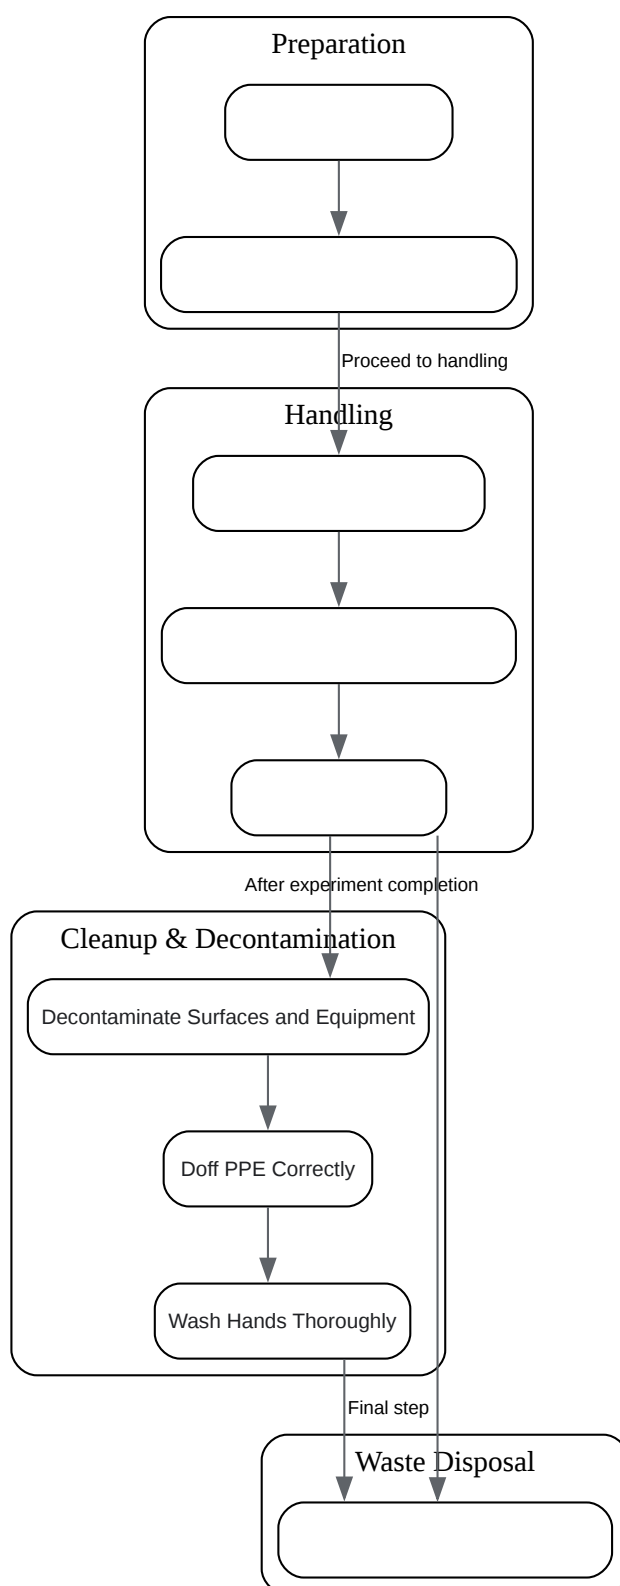 Preparation
Proceed to handling
Handling
After experiment completion
Cleanup & Decontamination
Decontaminate Surfaces and Equipment
Doff PPE Correctly
Wash Hands Thoroughly
Final step
Waste Disposal